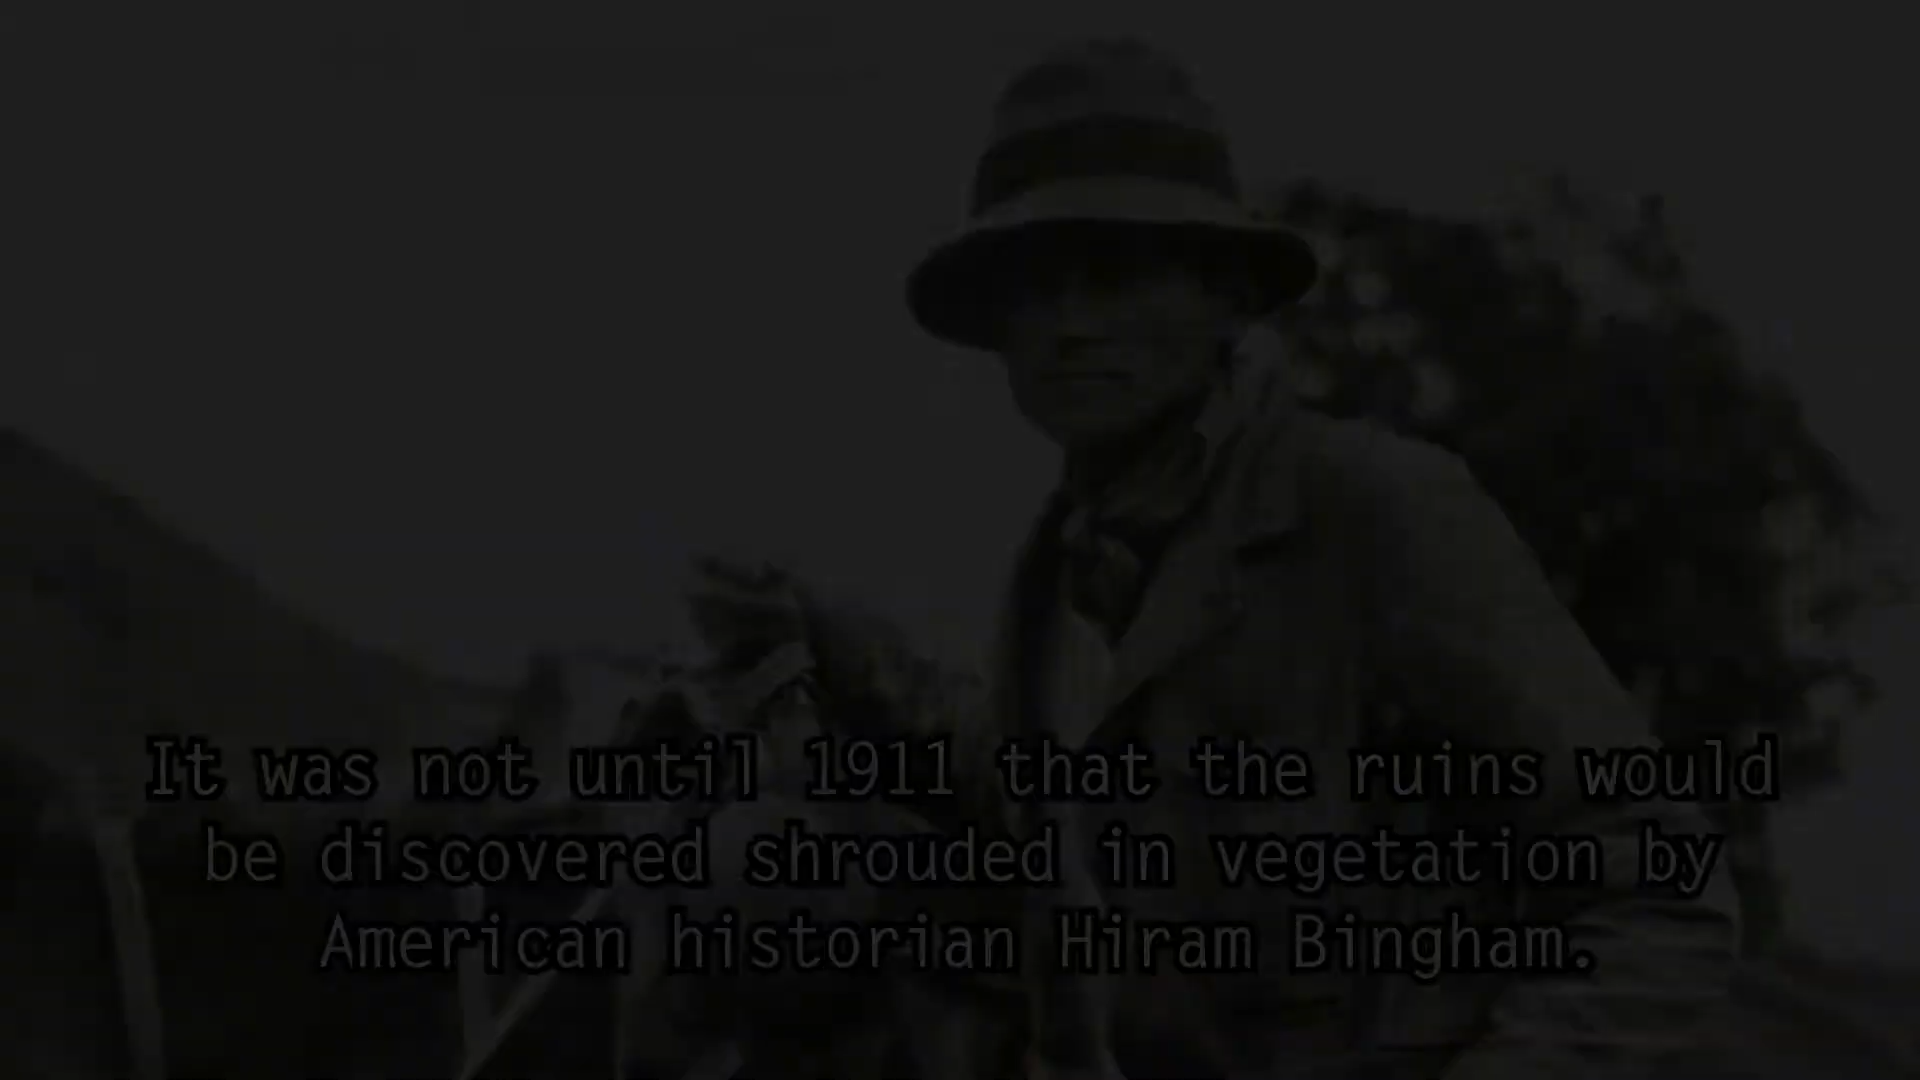 It was not until 1911 that the ruins would
be discovered shrouded in vegetation by
American historian Hiram Bingham.